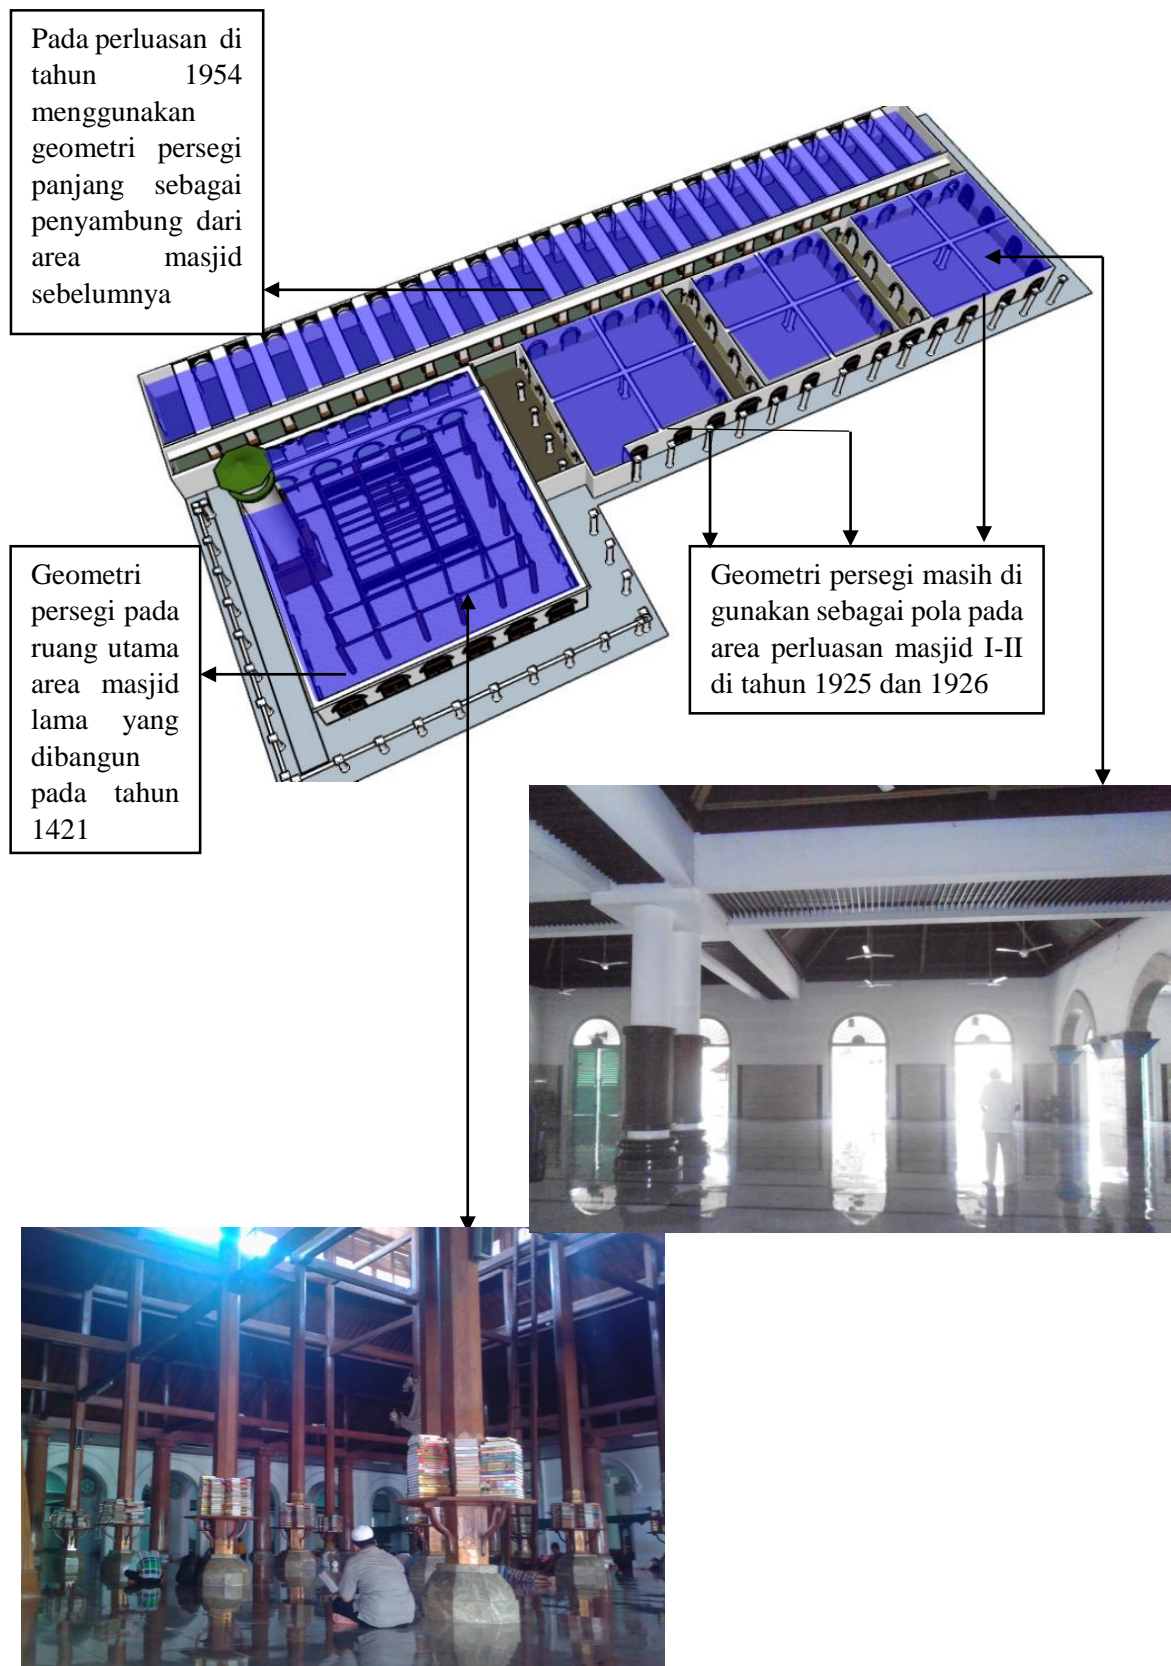 Pada perluasan di
tahun 1954
menggunakan
geometri persegi
panjang sebagai
penyambung dari
area masjid
sebelumnya
Geometri
persegi pada
ruang utama
area masjid
lama yang
dibangun
pada tahun
1421
Geometri persegi masih di
gunakan sebagai pola pada
area perluasan masjid I-II
di tahun 1925 dan 1926